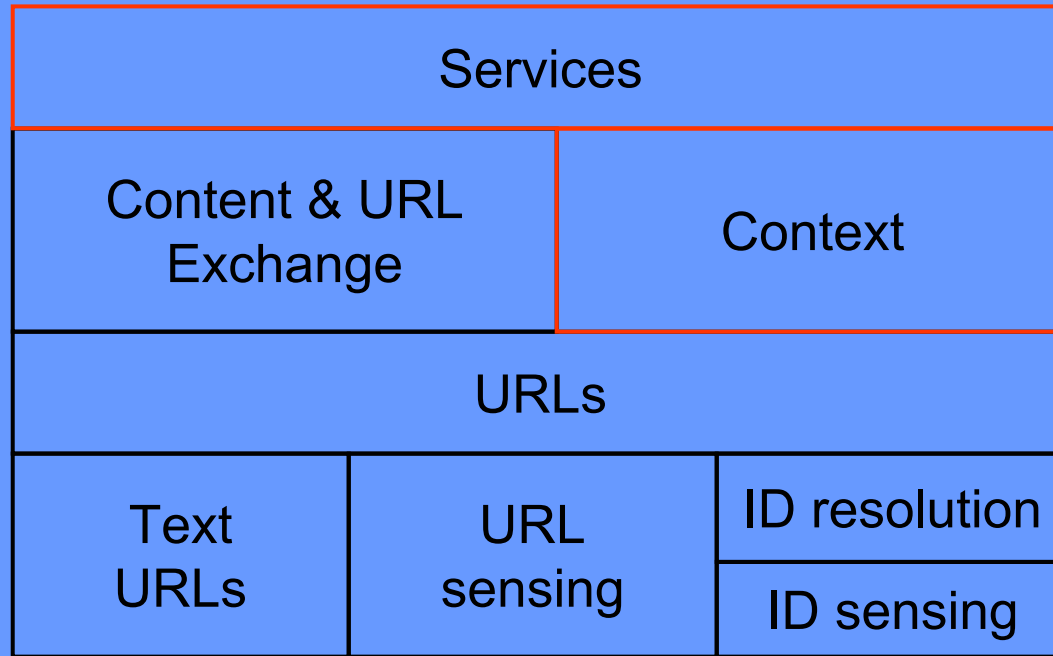 Services
Content & URL
Exchange
Context
URLs
Text
URLs
URL
sensing
ID resolution
ID sensing